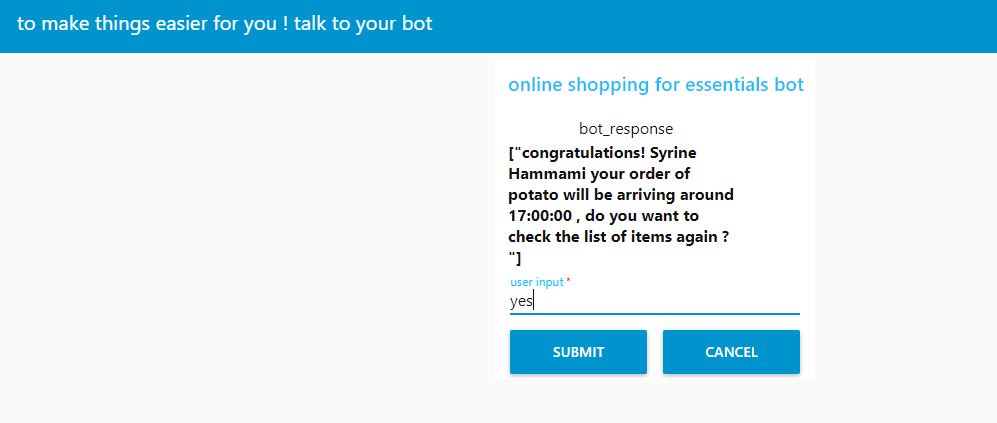 to make things easier for you ! talk to your bot
online shopping for essentials bot
bot_response
["congratulations! Syrine
Hammami your order of
potato will be arriving around
17:00:00 , do you want to
check the list of items again ?
"]
user input *
yes
SUBMIT CANCEL